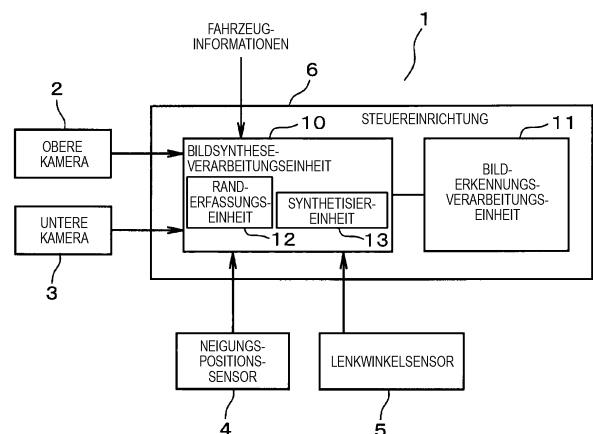 FAHRZEUG-
INFORMATIONEN
1
2
6
STEUEREINRICHTUNG
10
11
OBERE
KAMERA
BILDSYNTHESE-
VERARBEITUNGSEINHEIT
BILD-
ERKENNUNGS-
VERARBEITUNGS-
EINHEIT
RAND-
ERFASSUNGS-
EINHEIT
SYNTHETISIER-
EINHEIT
UNTERE
KAMERA
12
13
3
NEIGUNGS-
POSITIONS-
SENSOR
LENKWINKELSENSOR
4
5